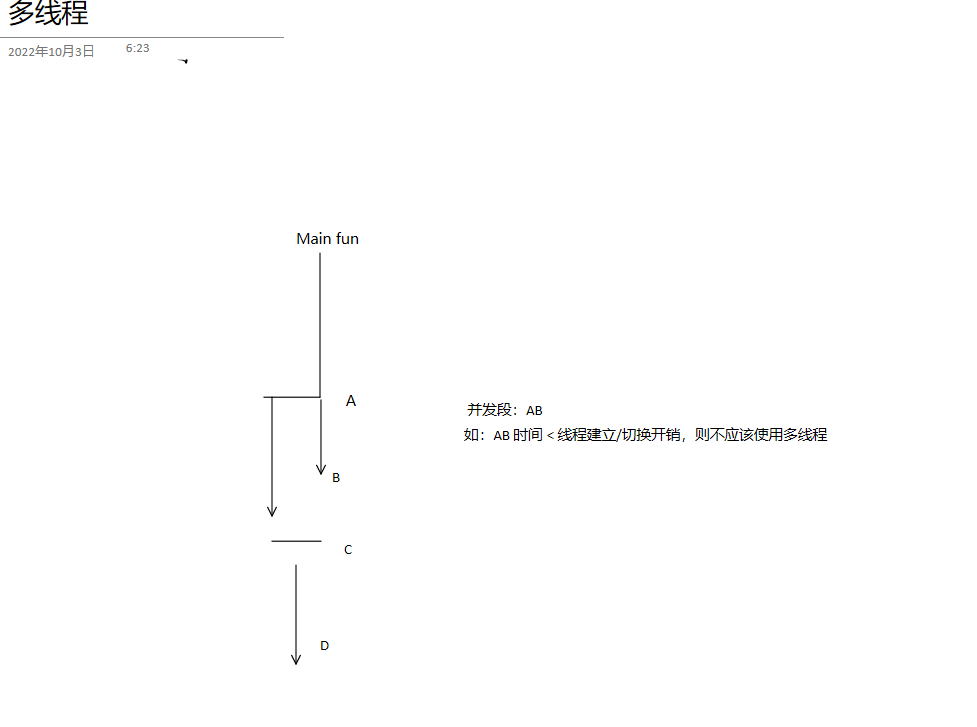 多线程
2022年10月3日 6:23
Main fun
A
并发段：AB
如：AB 时间 < 线程建立/切换开销，则不应该使用多线程
B
C
D